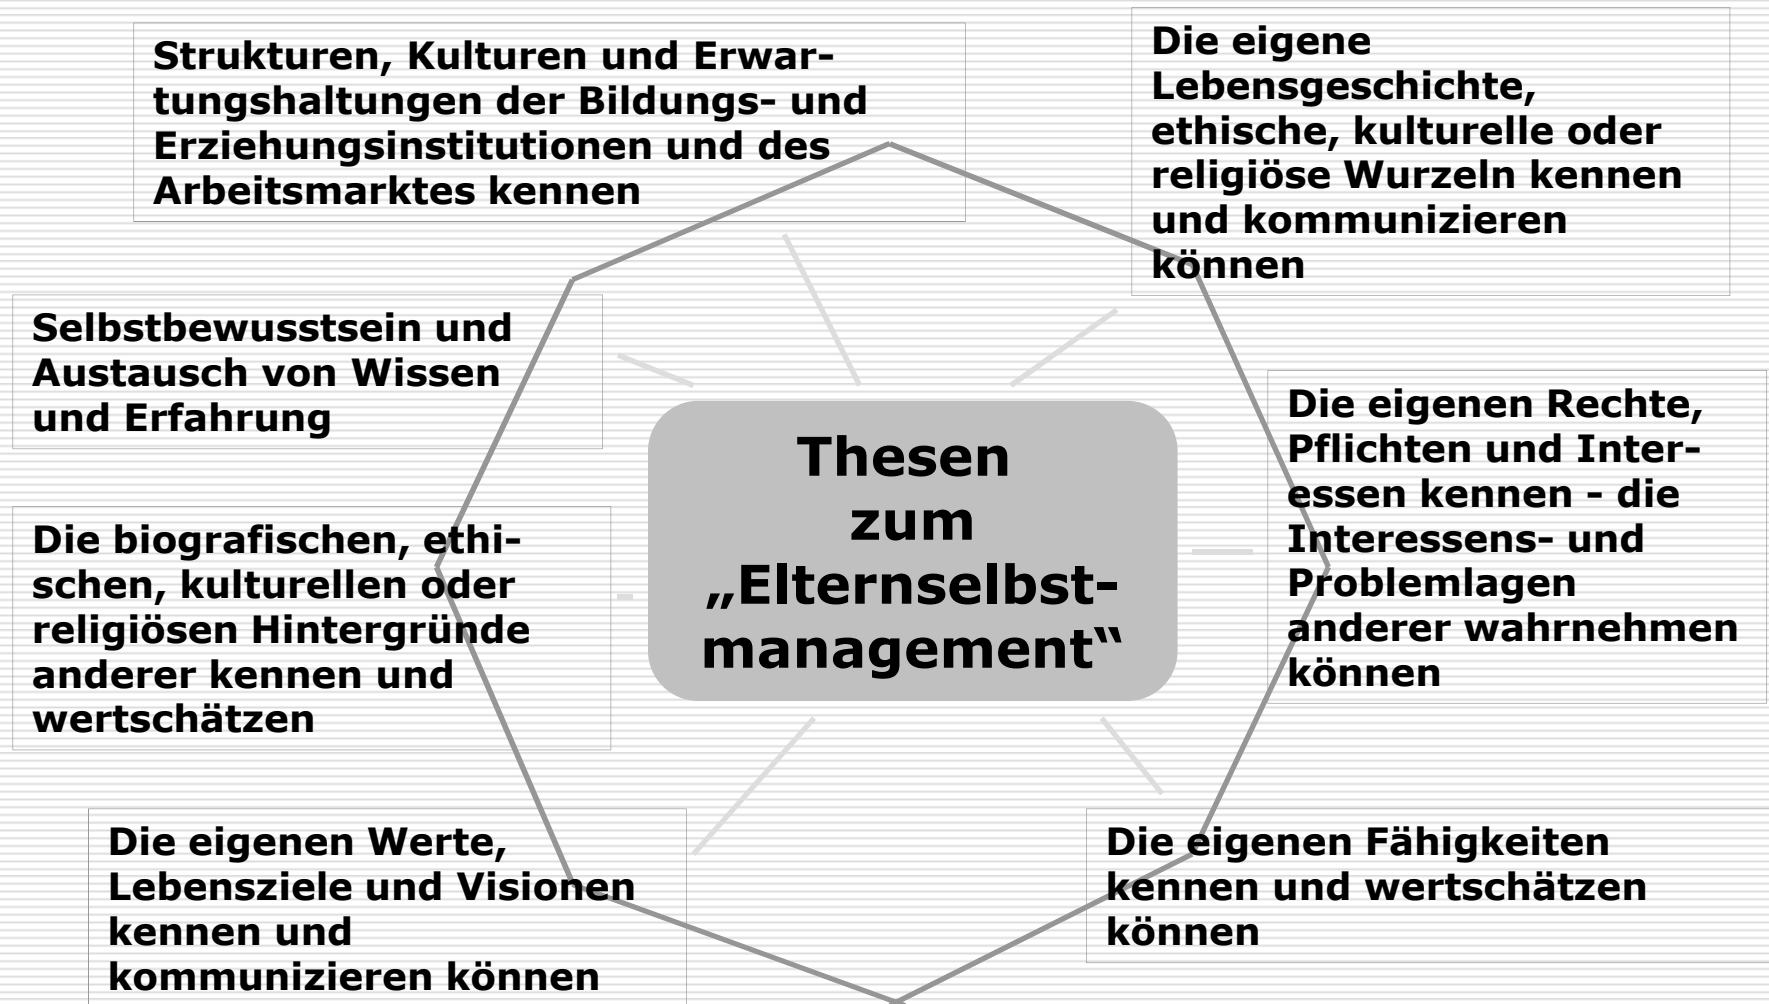 Strukturen, Kulturen und Erwar-
tungshaltungen der Bildungs- und
Erziehungsinstitutionen und des
Arbeitsmarktes kennen
Die eigene
Lebensgeschichte,
ethische, kulturelle oder
religiöse Wurzeln kennen
und kommunizieren
können
Selbstbewusstsein und
Austausch von Wissen
und Erfahrung
Thesen
zum
„Elternselbst-
management“
Die eigenen Rechte,
Pflichten und Inter-
essen kennen - die
Interessens- und
Problemlagen
anderer wahrnehmen
können
Die biografischen, ethi-
schen, kulturellen oder
religiösen Hintergründe
anderer kennen und
wertschätzen
Die eigenen Werte,
Lebensziele und Visionen
kennen und
kommunizieren können
Die eigenen Fähigkeiten
kennen und wertschätzen
können